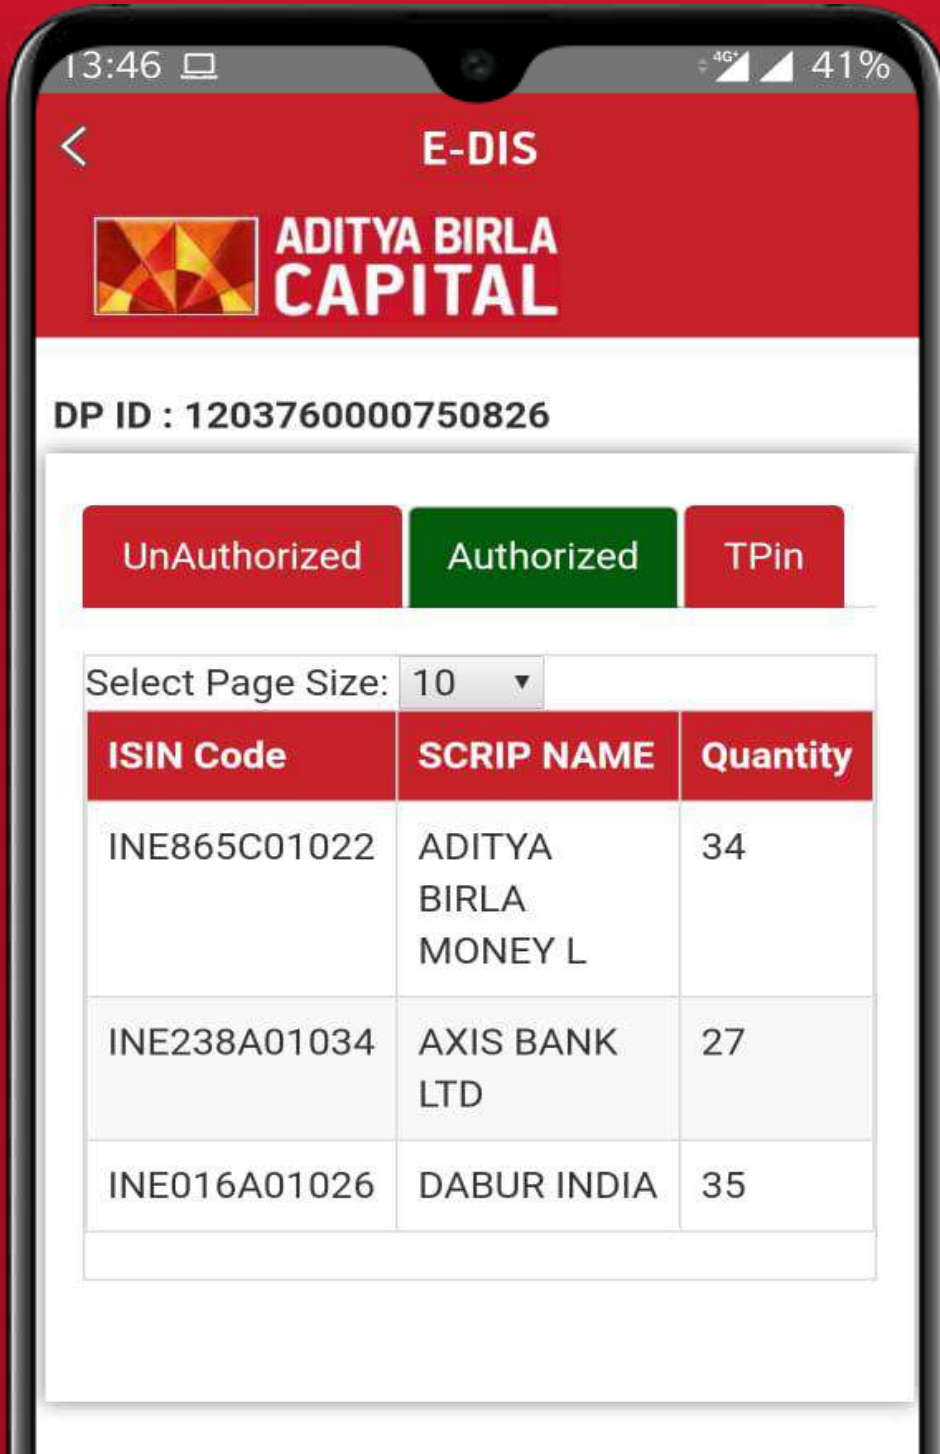 13:46 4G+ 41%
E-DIS
ADITYA BIRLA
CAPITAL
DP ID : 1203760000750826
UnAuthorized Authorized TPin
Select Page Size: 10
ISIN Code SCRIP NAME Quantity
INE865C01022 ADITYA 34
BIRLA
MONEY L
INE238A01034 AXIS BANK 27
LTD
INE016A01026 DABUR INDIA 35